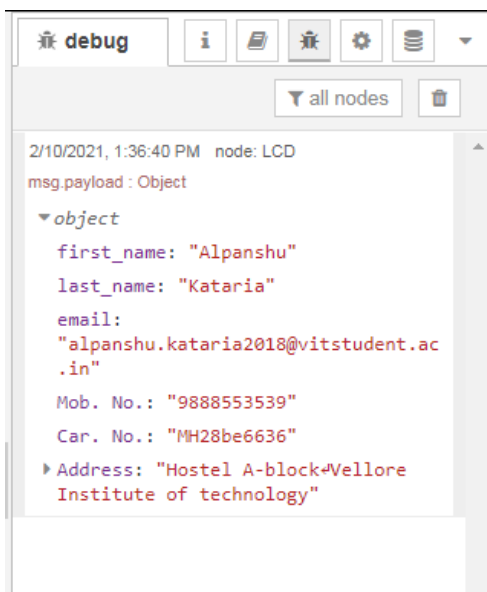 debug
i
all nodes
2/10/2021, 1:36:40 PM node: LCD
msg.payload : Object
object
first_name: "Alpanshu"
last_name: "Kataria"
email:
"alpanshu.kataria2018@vitstudent.ac
.in"
Mob. No.: "9888553539"
Car. No.: "MH28be6636"
Address: "Hostel A-block↵Vellore
Institute of technology"